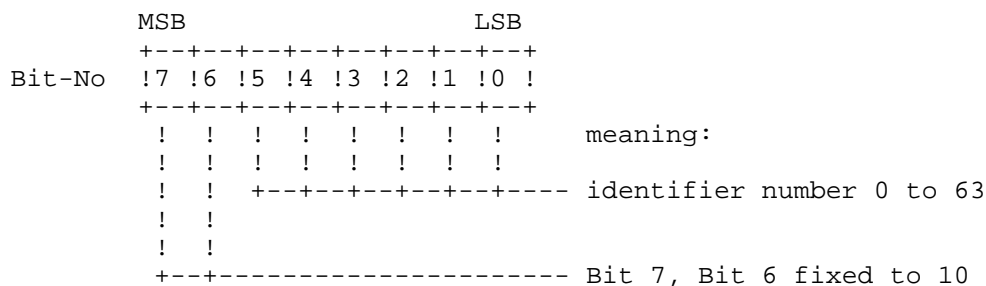 MSB                  LSB
        +--+--+--+--+--+--+--+--+
Bit-No  !7 !6 !5 !4 !3 !2 !1 !0 !
        +--+--+--+--+--+--+--+--+
         !  !  !  !  !  !  !  !     meaning:
         !  !  !  !  !  !  !  !
         !  !  +--+--+--+--+--+---- identifier number 0 to 63
         !  !
         !  !
         +--+---------------------- Bit 7, Bit 6 fixed to 10